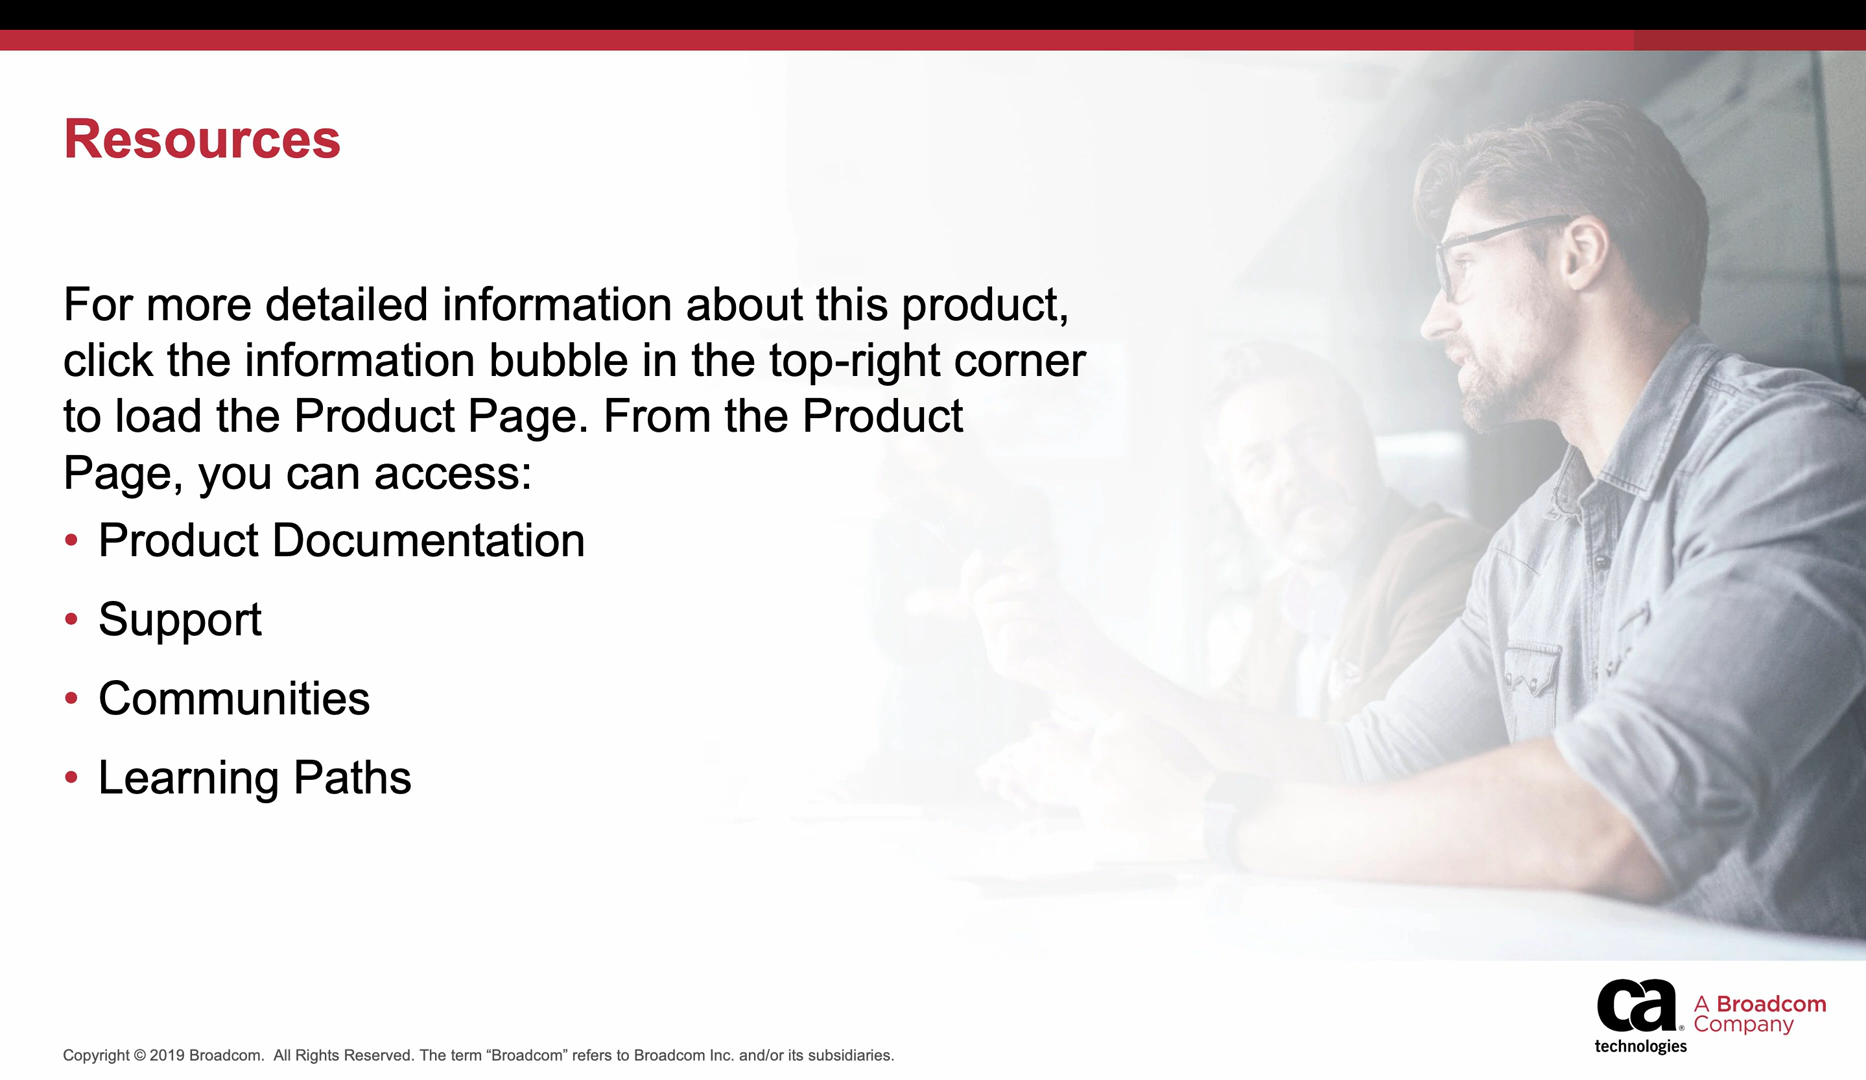 Resources
For more detailed information about this product,
click the information bubble in the top-right corner
to load the Product Page. From the Product
Page, you can access:
• Product Documentation
• Support
• Communities
• Learning Paths
ca®
technologies
A Broadcom
Company
Copyright © 2019 Broadcom.  All Rights Reserved. The term “Broadcom” refers to Broadcom Inc. and/or its subsidiaries.